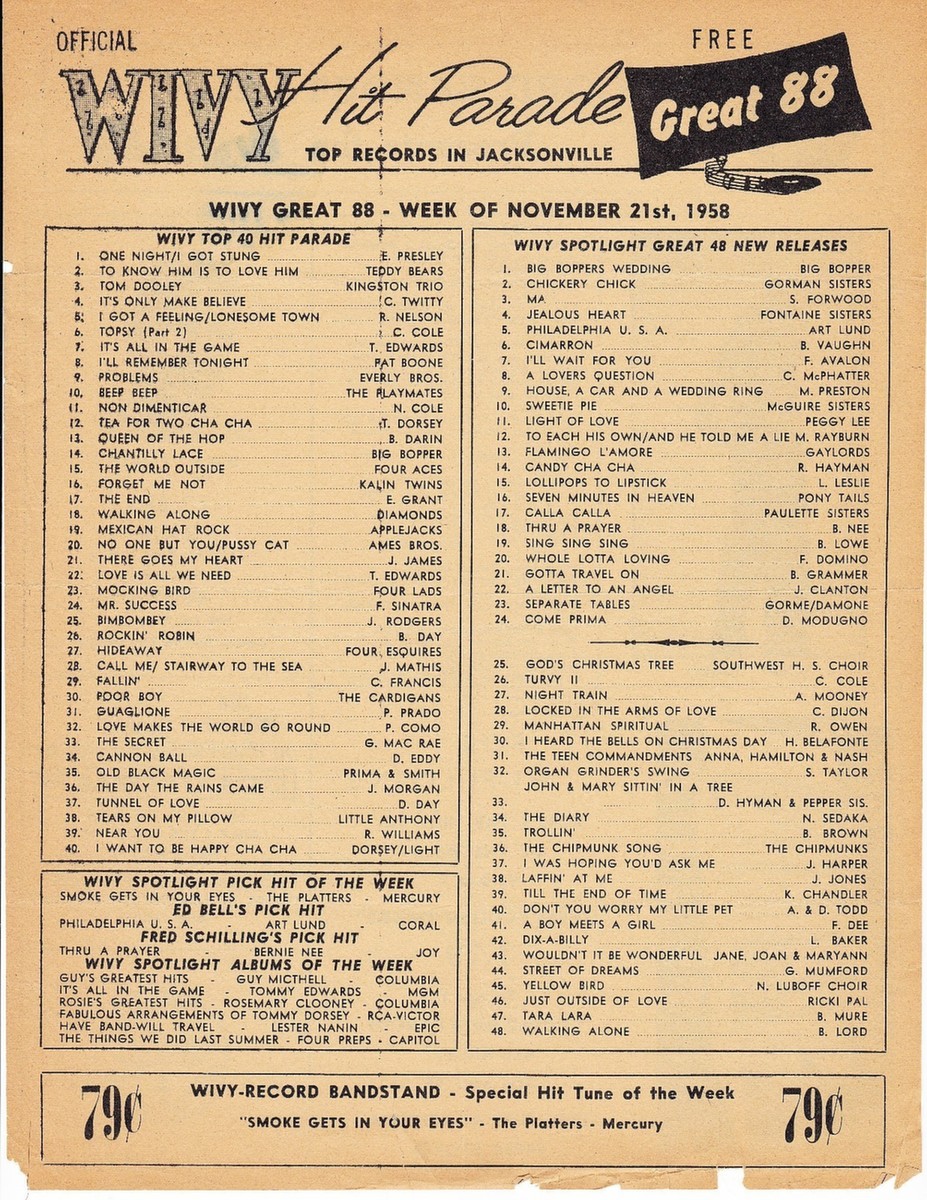 OFFICIAL
FREE
WIVY Hit Parade Great 88
TOP RECORDS IN JACKSONVILLE
WIVY GREAT 88 - WEEK OF NOVEMBER 21st, 1958
WIVY TOP 40 HIT PARADE
1. ONE NIGHT/I GOT STUNG E. PRESLEY
2. TO KNOW HIM IS TO LOVE HIM TEDDY BEARS
3. TOM DOOLEY KINGSTON TRIO
4. IT'S ONLY MAKE BELIEVE C. TWITTY
5. I GOT A FEELING/LONESOME TOWN R. NELSON
6. TOPSY (Part 2) C. COLE
7. IT'S ALL IN THE GAME T. EDWARDS
8. I'LL REMEMBER TONIGHT PAT BOONE
9. PROBLEMS EVERLY BROS.
10. BEEP BEEP THE PLAYMATES
11. NON DIMENTICAR N. COLE
12. TEA FOR TWO CHA CHA T. DORSEY
13. QUEEN OF THE HOP B. DARIN
14. CHANTILLY LACE BIG BOPPER
15. THE WORLD OUTSIDE FOUR ACES
16. FORGET ME NOT KALIN TWINS
17. THE END E. GRANT
18. WALKING ALONG DIAMONDS
19. MEXICAN HAT ROCK APPLEJACKS
20. NO ONE BUT YOU/PUSSY CAT AMES BROS.
21. THERE GOES MY HEART J. JAMES
22. LOVE IS ALL WE NEED T. EDWARDS
23. MOCKING BIRD FOUR LADS
24. MR. SUCCESS F. SINATRA
25. BIMBOMBEY J. RODGERS
26. ROCKIN' ROBIN B. DAY
27. HIDEAWAY FOUR ESQUIRES
28. CALL ME/ STAIRWAY TO THE SEA J. MATHIS
29. FALLIN' C. FRANCIS
30. POOR BOY THE CARDIGANS
31. GUAGLIONE P. PRADO
32. LOVE MAKES THE WORLD GO ROUND P. COMO
33. THE SECRET G. MAC RAE
34. CANNON BALL D. EDDY
35. OLD BLACK MAGIC PRIMA & SMITH
36. THE DAY THE RAINS CAME J. MORGAN
37. TUNNEL OF LOVE D. DAY
38. TEARS ON MY PILLOW LITTLE ANTHONY
39. NEAR YOU R. WILLIAMS
40. I WANT TO BE HAPPY CHA CHA DORSEY/LIGHT
WIVY SPOTLIGHT PICK HIT OF THE WEEK
SMOKE GETS IN YOUR EYES - THE PLATTERS - MERCURY
ED BELL'S PICK HIT
PHILADELPHIA U. S. A. - ART LUND - CORAL
FRED SCHILLING'S PICK HIT
THRU A PRAYER - BERNIE NEE - JOY
WIVY SPOTLIGHT ALBUMS OF THE WEEK
GUY'S GREATEST HITS - GUY MICTHELL - COLUMBIA
IT'S ALL IN THE GAME - TOMMY EDWARDS - MGM
ROSIE'S GREATEST HITS - ROSEMARY CLOONEY - COLUMBIA
FABULOUS ARRANGEMENTS OF TOMMY DORSEY - RCA-VICTOR
HAVE BAND-WILL TRAVEL - LESTER NANIN - EPIC
THE THINGS WE DID LAST SUMMER - FOUR PREPS - CAPITOL
WIVY SPOTLIGHT GREAT 48 NEW RELEASES
1. BIG BOPPERS WEDDING BIG BOPPER
2. CHICKERY CHICK GORMAN SISTERS
3. MA S. FORWOOD
4. JEALOUS HEART FONTAINE SISTERS
5. PHILADELPHIA U. S. A. ART LUND
6. CIMARRON B. VAUGHN
7. I'LL WAIT FOR YOU F. AVALON
8. A LOVERS QUESTION C. McPHATTER
9. HOUSE, A CAR AND A WEDDING RING M. PRESTON
10. SWEETIE PIE McGUIRE SISTERS
11. LIGHT OF LOVE PEGGY LEE
12. TO EACH HIS OWN/AND HE TOLD ME A LIE M. RAYBURN
13. FLAMINGO L'AMORE GAYLORDS
14. CANDY CHA CHA R. HAYMAN
15. LOLLIPOPS TO LIPSTICK L. LESLIE
16. SEVEN MINUTES IN HEAVEN PONY TAILS
17. CALLA CALLA PAULETTE SISTERS
18. THRU A PRAYER B. NEE
19. SING SING SING B. LOWE
20. WHOLE LOTTA LOVING F. DOMINO
21. GOTTA TRAVEL ON B. GRAMMER
22. A LETTER TO AN ANGEL J. CLANTON
23. SEPARATE TABLES GORME/DAMONE
24. COME PRIMA D. MODUGNO
25. GOD'S CHRISTMAS TREE SOUTHWEST H. S. CHOIR
26. TURVY II C. COLE
27. NIGHT TRAIN A. MOONEY
28. LOCKED IN THE ARMS OF LOVE C. DIJON
29. MANHATTAN SPIRITUAL R. OWEN
30. I HEARD THE BELLS ON CHRISTMAS DAY H. BELAFONTE
31. THE TEEN COMMANDMENTS ANNA, HAMILTON & NASH
32. ORGAN GRINDER'S SWING S. TAYLOR
JOHN & MARY SITTIN' IN A TREE
33. D. HYMAN & PEPPER SIS.
34. THE DIARY N. SEDAKA
35. TROLLIN' B. BROWN
36. THE CHIPMUNK SONG THE CHIPMUNKS
37. I WAS HOPING YOU'D ASK ME J. HARPER
38. LAFFIN' AT ME J. JONES
39. TILL THE END OF TIME K. CHANDLER
40. DON'T YOU WORRY MY LITTLE PET A. & D. TODD
41. A BOY MEETS A GIRL F. DEE
42. DIX-A-BILLY L. BAKER
43. WOULDN'T IT BE WONDERFUL JANE, JOAN & MARYANN
44. STREET OF DREAMS G. MUMFORD
45. YELLOW BIRD N. LUBOFF CHOIR
46. JUST OUTSIDE OF LOVE RICKI PAL
47. TARA LARA B. MURE
48. WALKING ALONE B. LORD
79¢
WIVY-RECORD BANDSTAND - Special Hit Tune of the Week
"SMOKE GETS IN YOUR EYES" - The Platters - Mercury
79¢